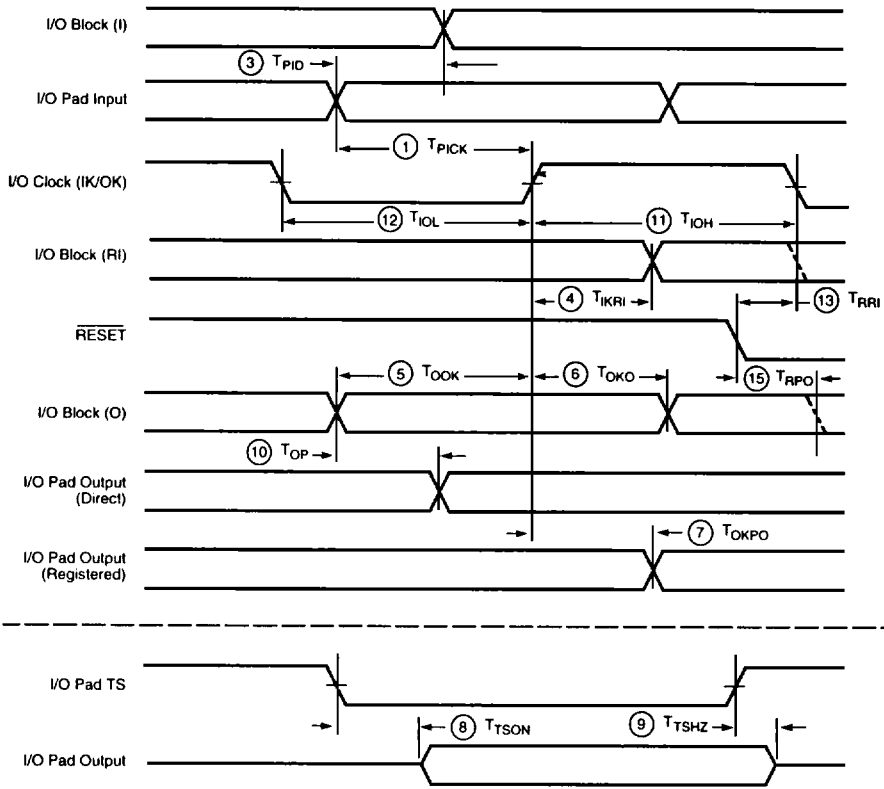 I/O Block (I)
3 TPID
I/O Pad Input
1 TPICK
I/O Clock (IK/OK)
12 TIOL
11 TIOH
I/O Block (RI)
4 TIKRI
13 TRRI
RESET
5 TOOK
6 TOKO
15 TRPO
I/O Block (O)
10 TOP
I/O Pad Output
(Direct)
7 TOKPO
I/O Pad Output
(Registered)
I/O Pad TS
8 TTSON
9 TTSHZ
I/O Pad Output